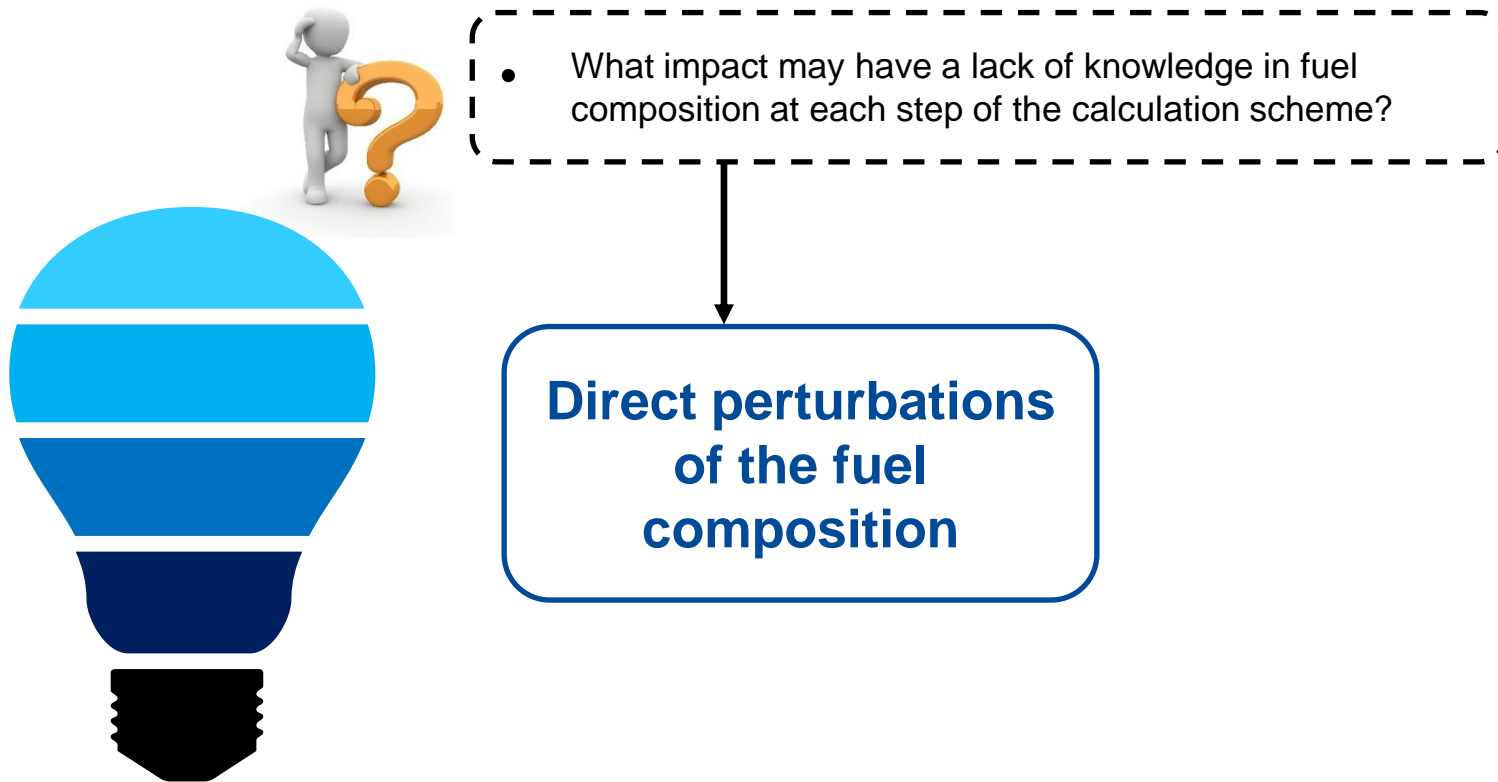 • What impact may have a lack of knowledge in fuel
composition at each step of the calculation scheme?
Direct perturbations
of the fuel
composition